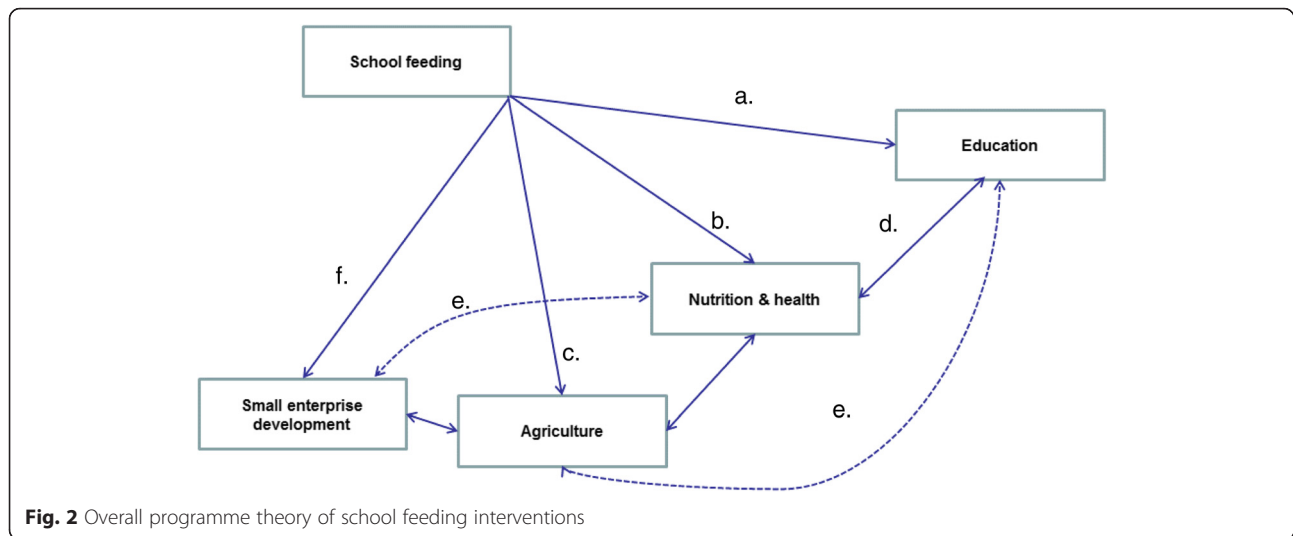 School feeding
a.
Education
b.
d.
f.
Nutrition & health
e.
c.
Small enterprise
development
Agriculture
e.
Fig. 2 Overall programme theory of school feeding interventions